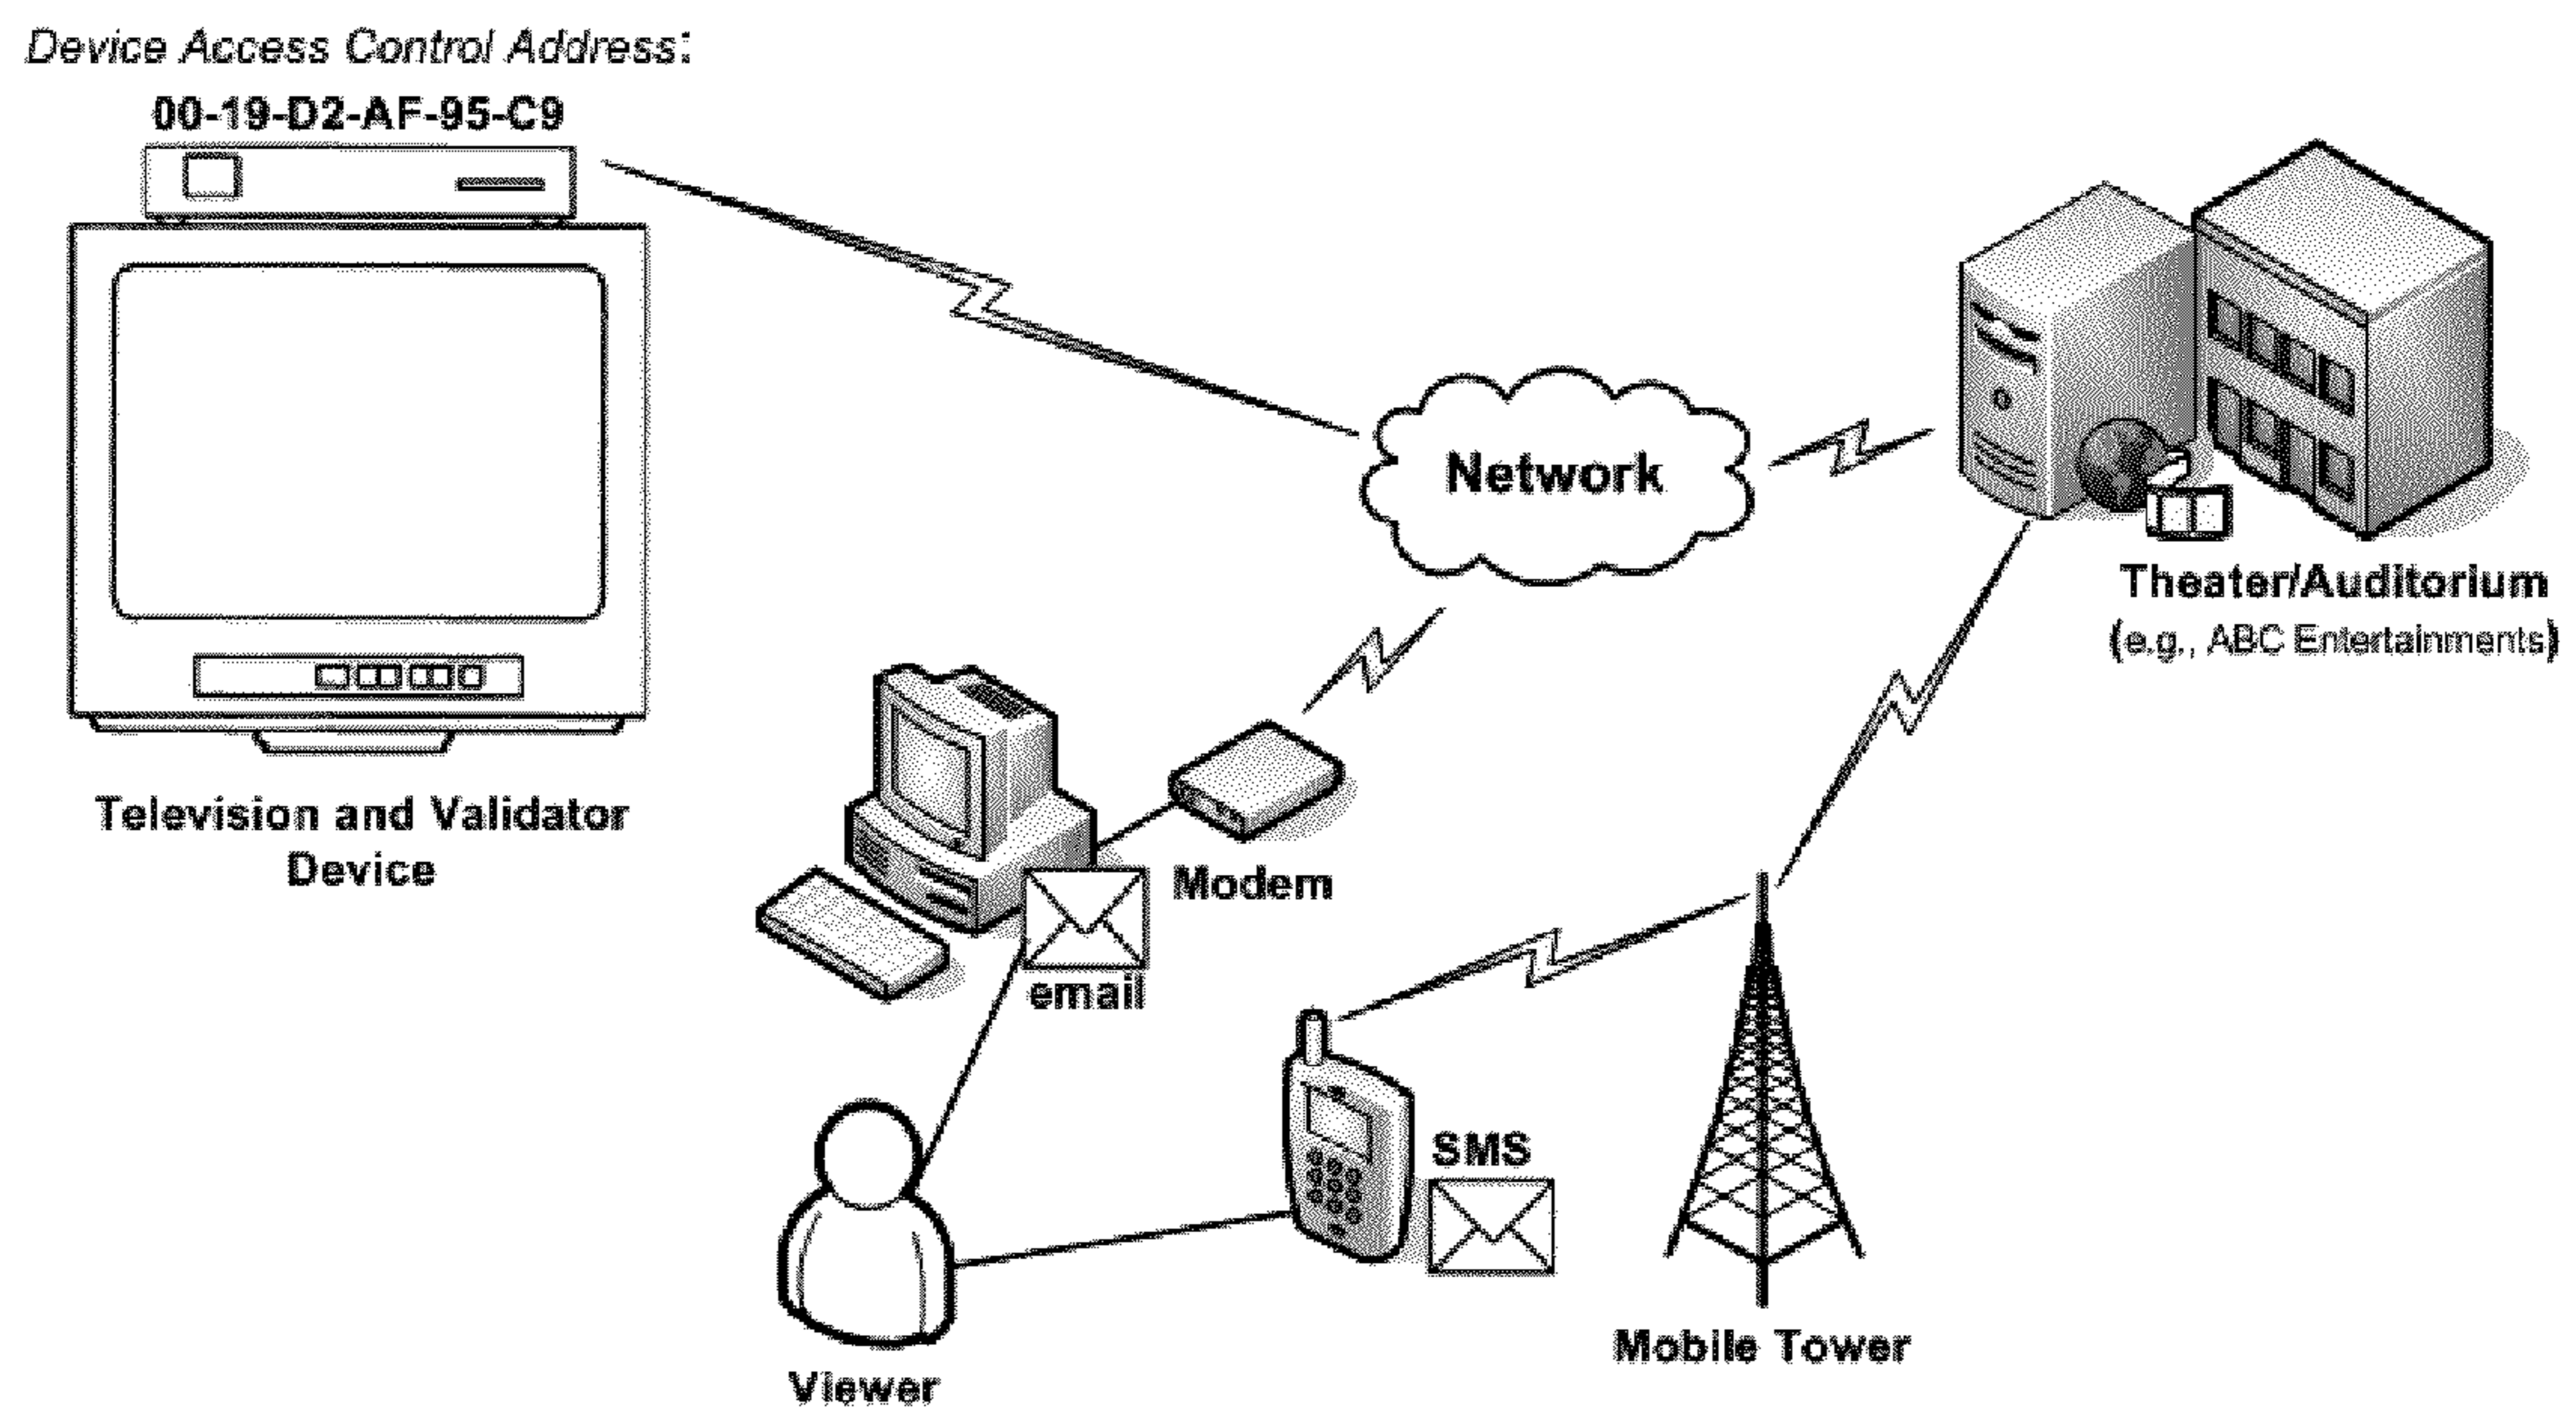 Device Access Control Address:
00-19-D2-AF-95-C9
Network
Theater/Auditorium
(e.g., ABC Entertainments)
Television and Validator
Device
Modem
email
SMS
Mobile Tower
Viewer